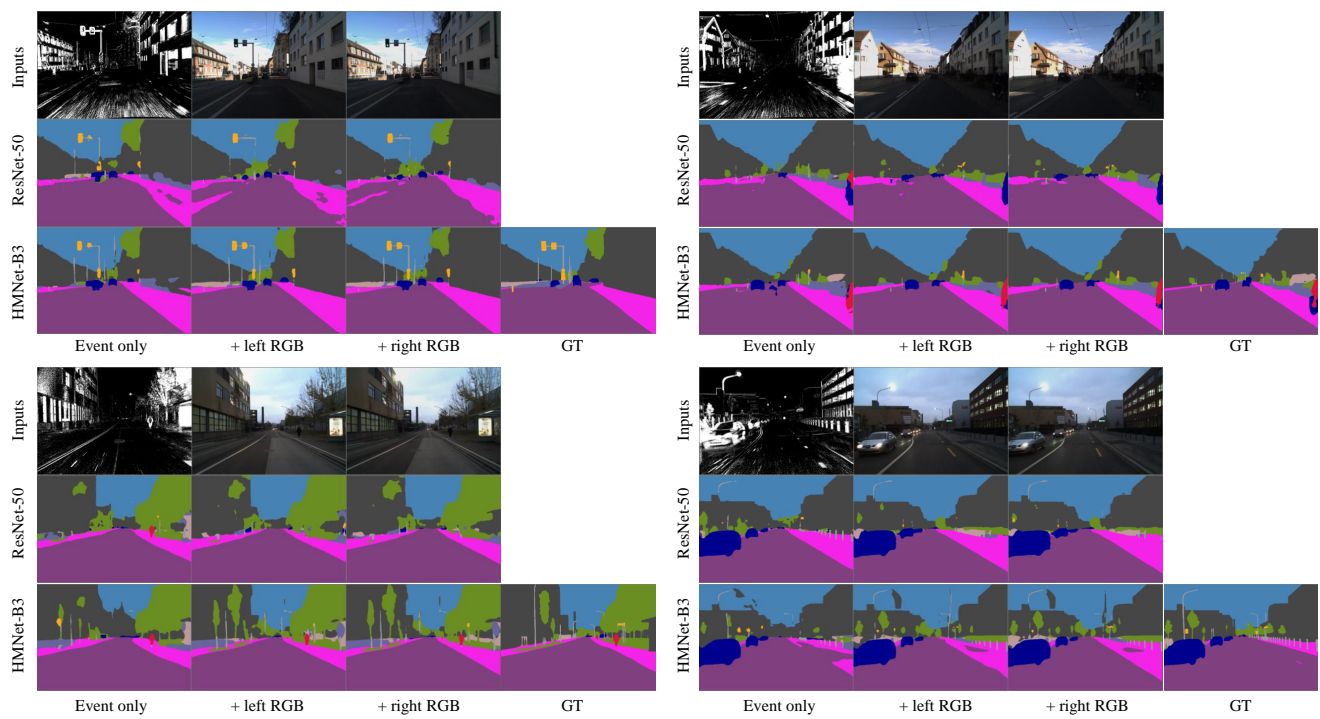 Inputs
Inputs
ResNet-50
ResNet-50
HMNet-B3
HMNet-B3
Event only + left RGB + right RGB GT
Event only + left RGB + right RGB GT
Inputs
Inputs
ResNet-50
ResNet-50
HMNet-B3
HMNet-B3
Event only + left RGB + right RGB GT
Event only + left RGB + right RGB GT